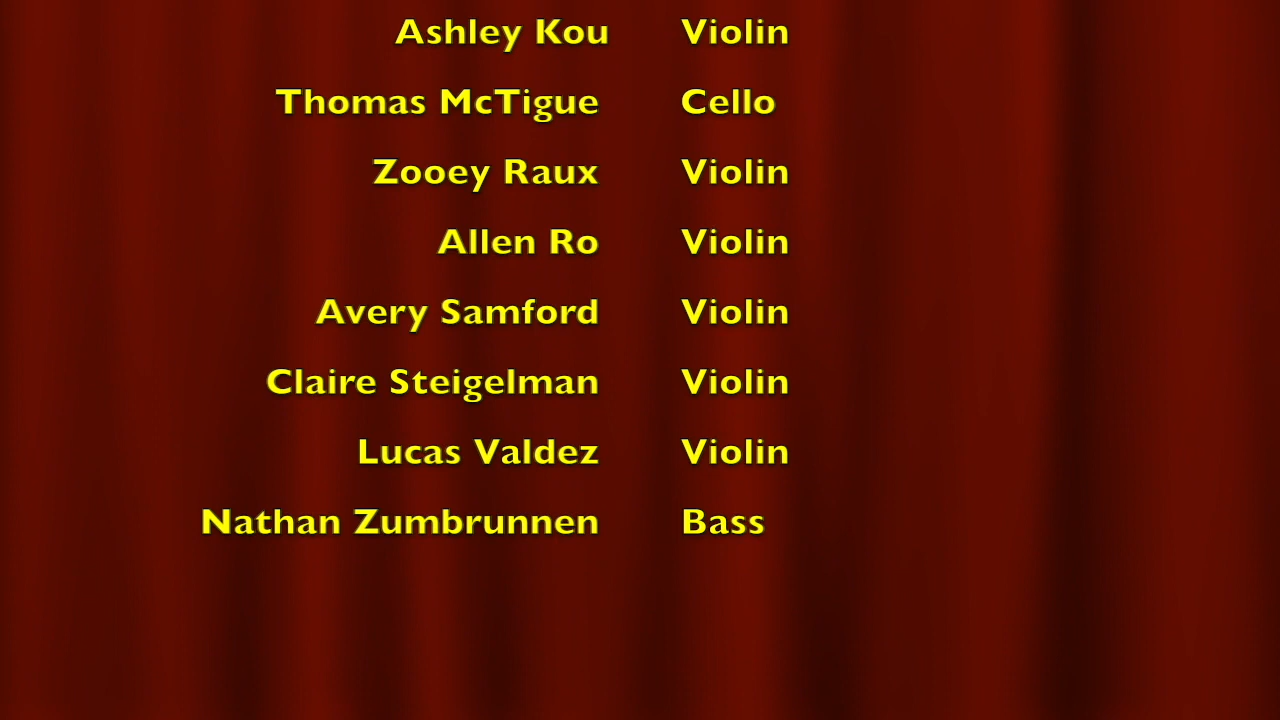 Ashley Kou Violin
Thomas McTigue Cello
Zooey Raux Violin
Allen Ro Violin
Avery Samford Violin
Claire Steigelman Violin
Lucas Valdez Violin
Nathan Zumbrunnen Bass